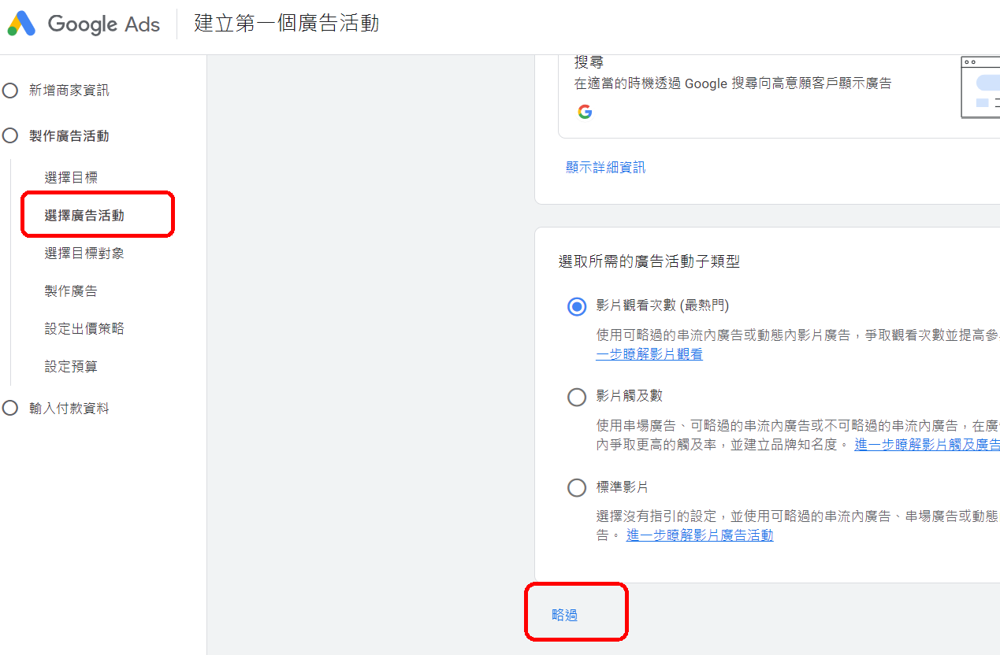 Google Ads 建立第一個廣告活動
新增商家資訊
製作廣告活動
選擇目標
選擇廣告活動
選擇目標對象
製作廣告
設定出價策略
設定預算
輸入付款資料
搜尋
在適當的時機透過 Google 搜尋向高意願客戶顯示廣告
顯示詳細資訊
選取所需的廣告活動子類型
影片觀看次數 (最熱門)
使用可略過的串流內廣告或動態內影片廣告，爭取觀看次數並提高參
一步瞭解影片觀看
影片觸及數
使用串場廣告、可略過的串流內廣告或不可略過的串流內廣告，在廣
內爭取更高的觸及率，並建立品牌知名度。 進一步瞭解影片觸及廣告
標準影片
選擇沒有指引的設定，並使用可略過的串流內廣告、串場廣告或動態
告。 進一步瞭解影片廣告活動
略過